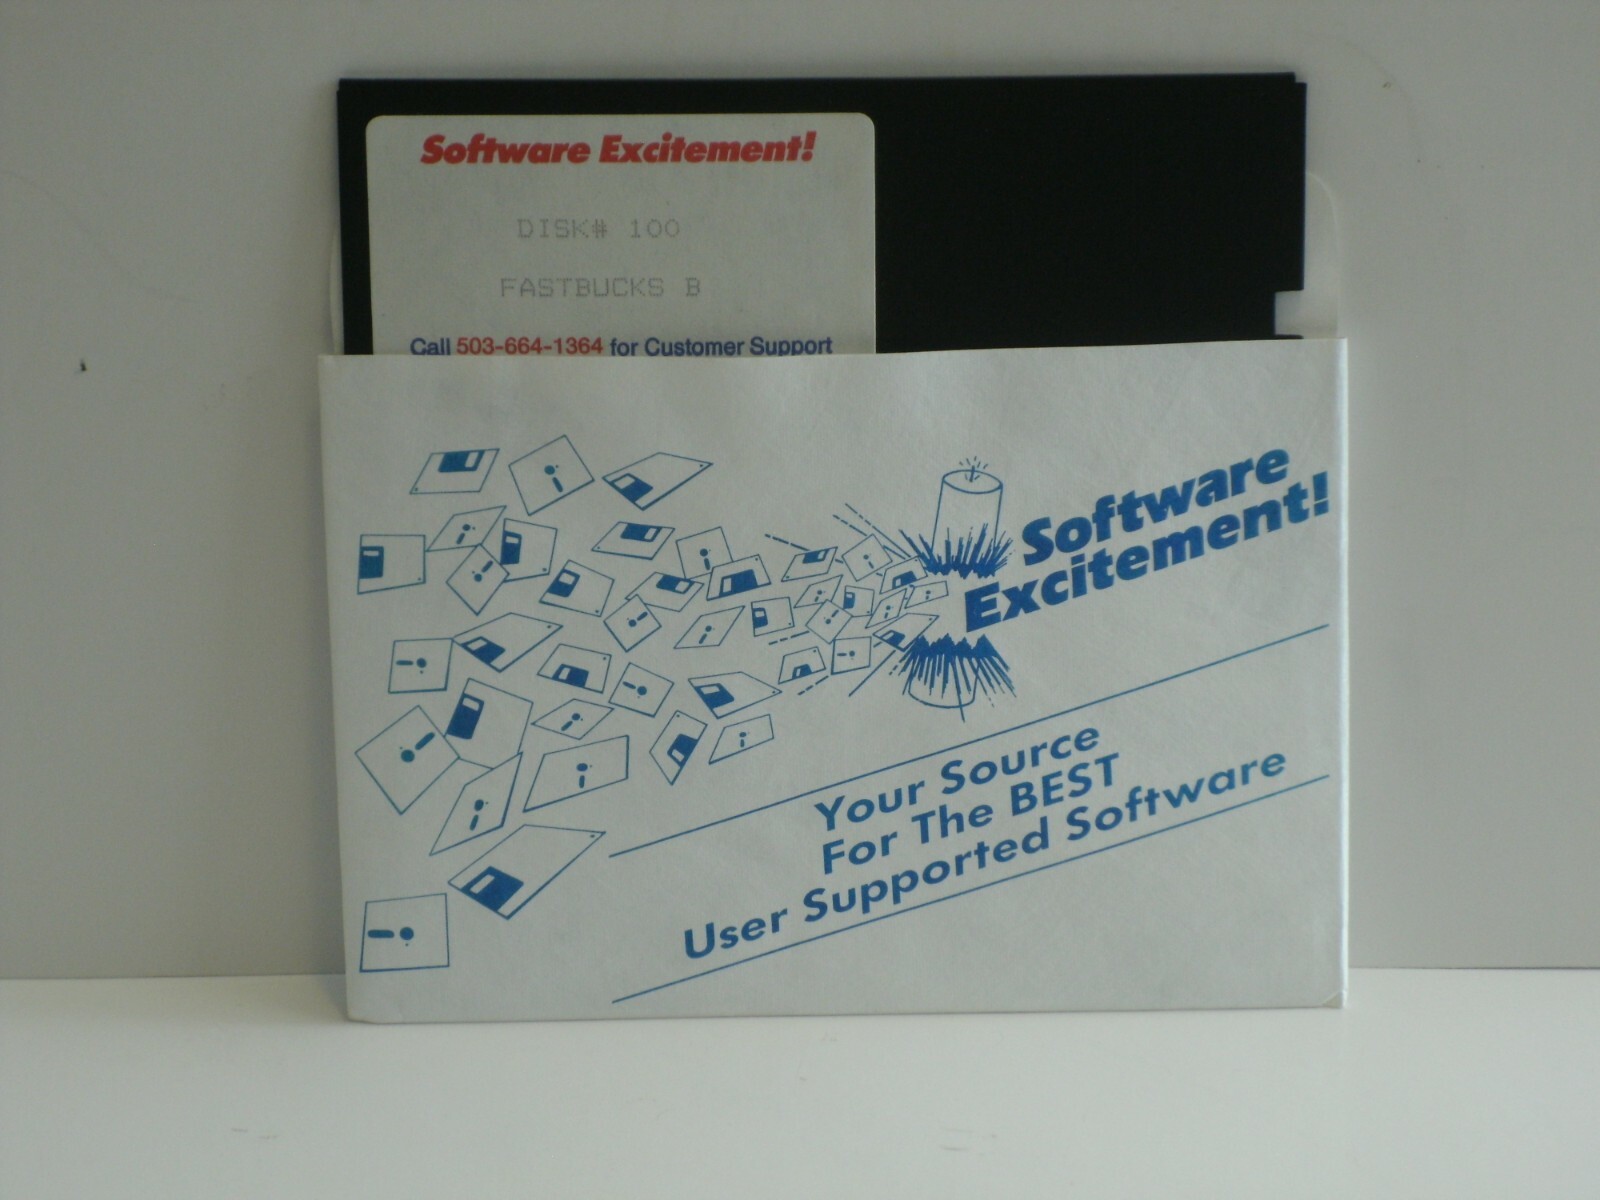 Software Excitement!
DISK# 100
FASTBUCKS B
Call 503-664-1364 for Customer Support
Software
Excitement!
Your Source
For The BEST
User Supported Software